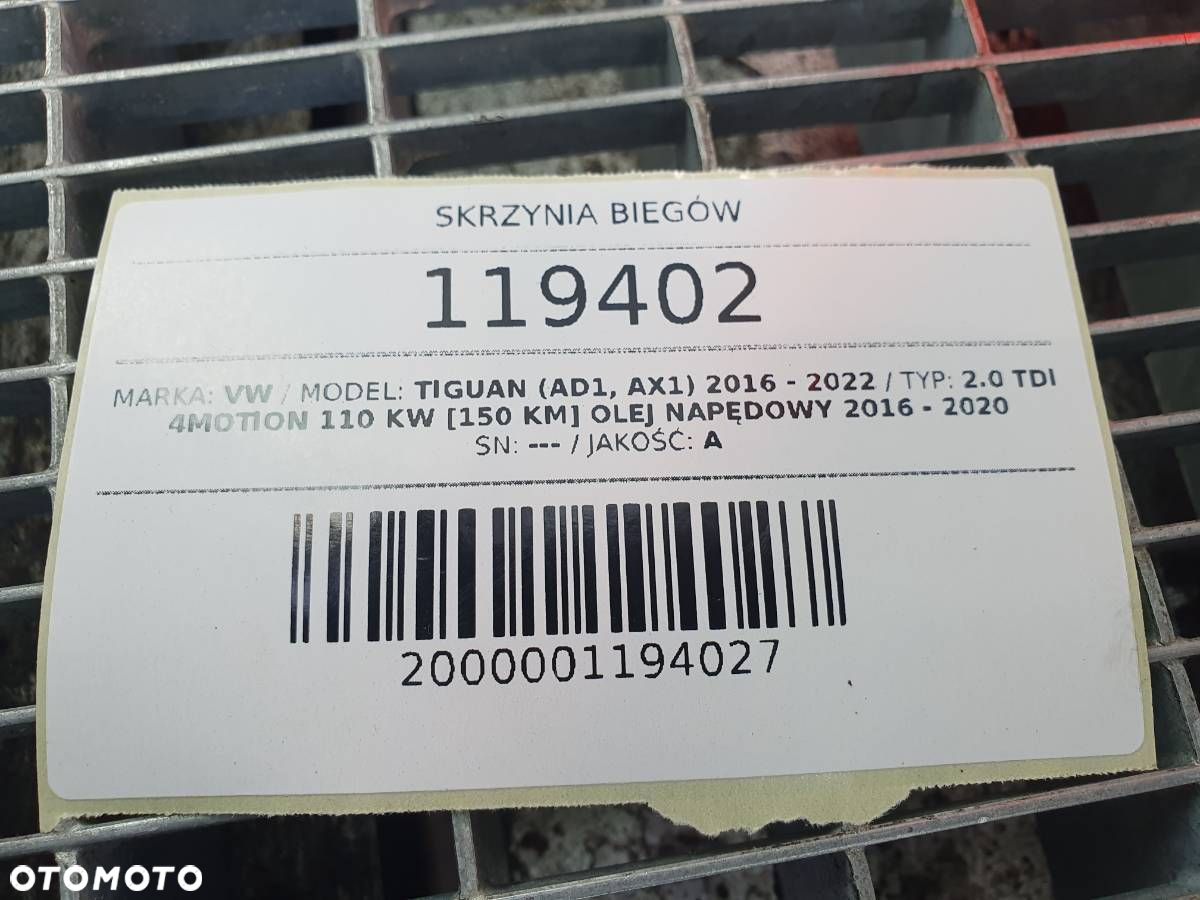 SKRZYNIA BIEGÓW
119402
MARKA: VW / MODEL: TIGUAN (AD1, AX1) 2016 - 2022 / TYP: 2.0 TDI
4MOTION 110 KW [150 KM] OLEJ NAPĘDOWY 2016 - 2020
SN: --- / JAKOŚĆ: A
2000001194027
OTOMOTO